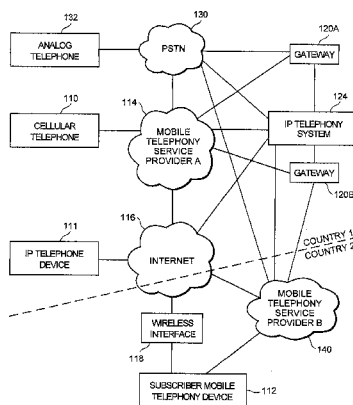 132
ANALOG
TELEPHONE
130
PSTN
120A
GATEWAY
110
CELLULAR
TELEPHONE
114
MOBILE
TELEPHONY
SERVICE
PROVIDER A
124
IP TELEPHONY
SYSTEM
GATEWAY
120B
111
IP TELEPHONE
DEVICE
116
INTERNET
COUNTRY 1
COUNTRY 2
WIRELESS
INTERFACE
118
MOBILE
TELEPHONY
SERVICE
PROVIDER B
140
SUBSCRIBER MOBILE
TELEPHONY DEVICE
112